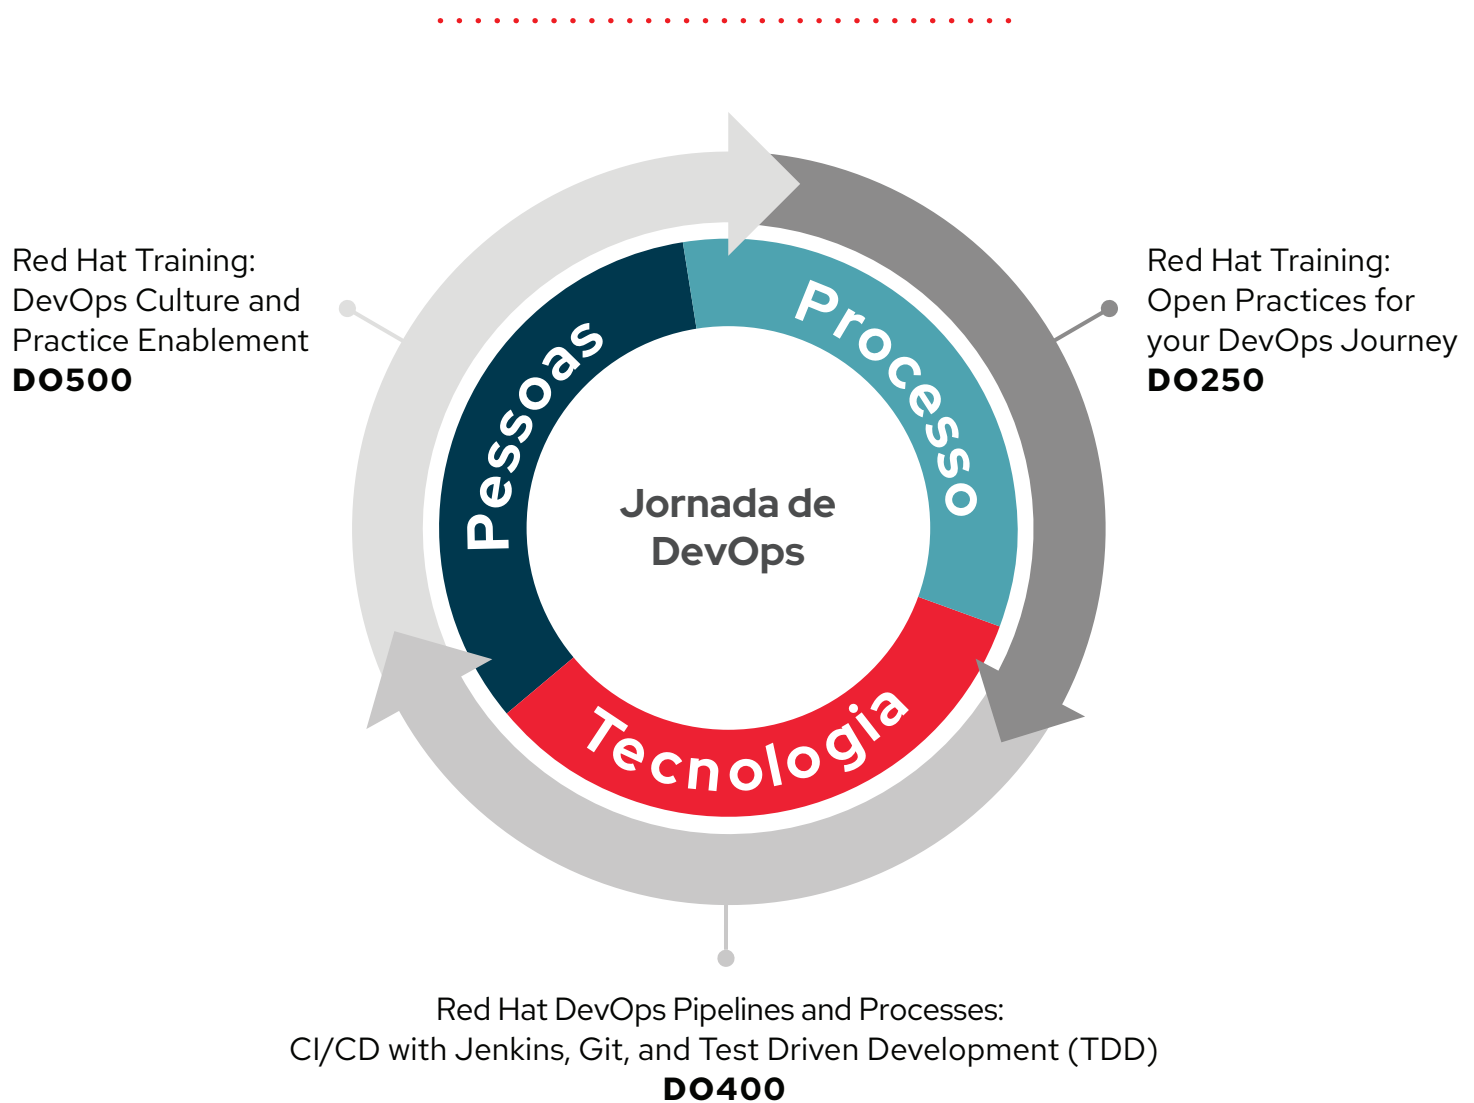 Red Hat Training:
DevOps Culture and
Practice Enablement
DO500
Red Hat Training:
Open Practices for
your DevOps Journey
DO250
Pessoas
Processo
Jornada de
DevOps
Tecnologia
Red Hat DevOps Pipelines and Processes:
CI/CD with Jenkins, Git, and Test Driven Development (TDD)
DO400